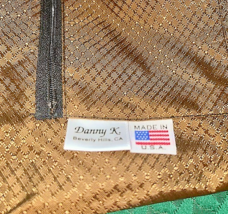 Danny K.
Beverly Hills, CA
MADE IN
U.S.A.